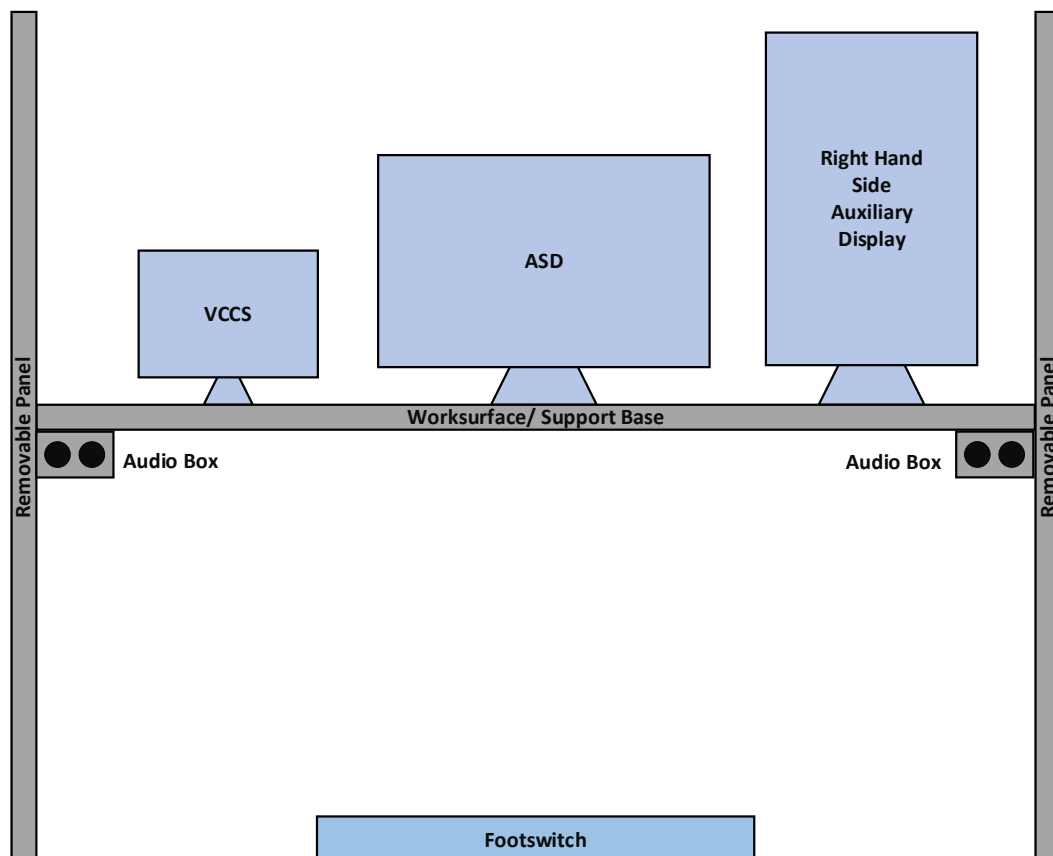 Right Hand
Side
Auxiliary
Display
ASD
VCCS
Removable Panel
Removable Panel
Worksurface/ Support Base
Audio Box
Audio Box
Footswitch